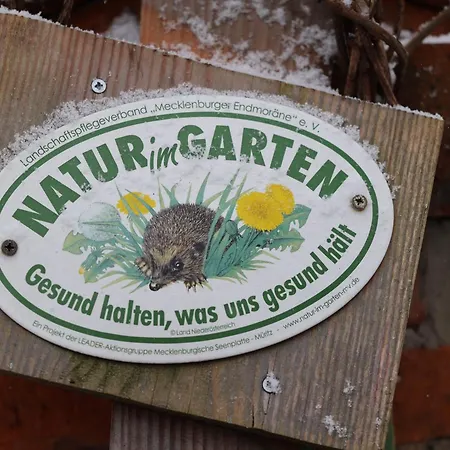 Landschaftspflegeverband „Mecklenburger Endmoräne" e. V.
NATUR im GARTEN
Gesund halten, was uns gesund hält
© Land Niederösterreich
Ein Projekt der LEADER-Aktionsgruppe Mecklenburgische Seenplatte - Müritz - www.natur-im-garten-mv.de